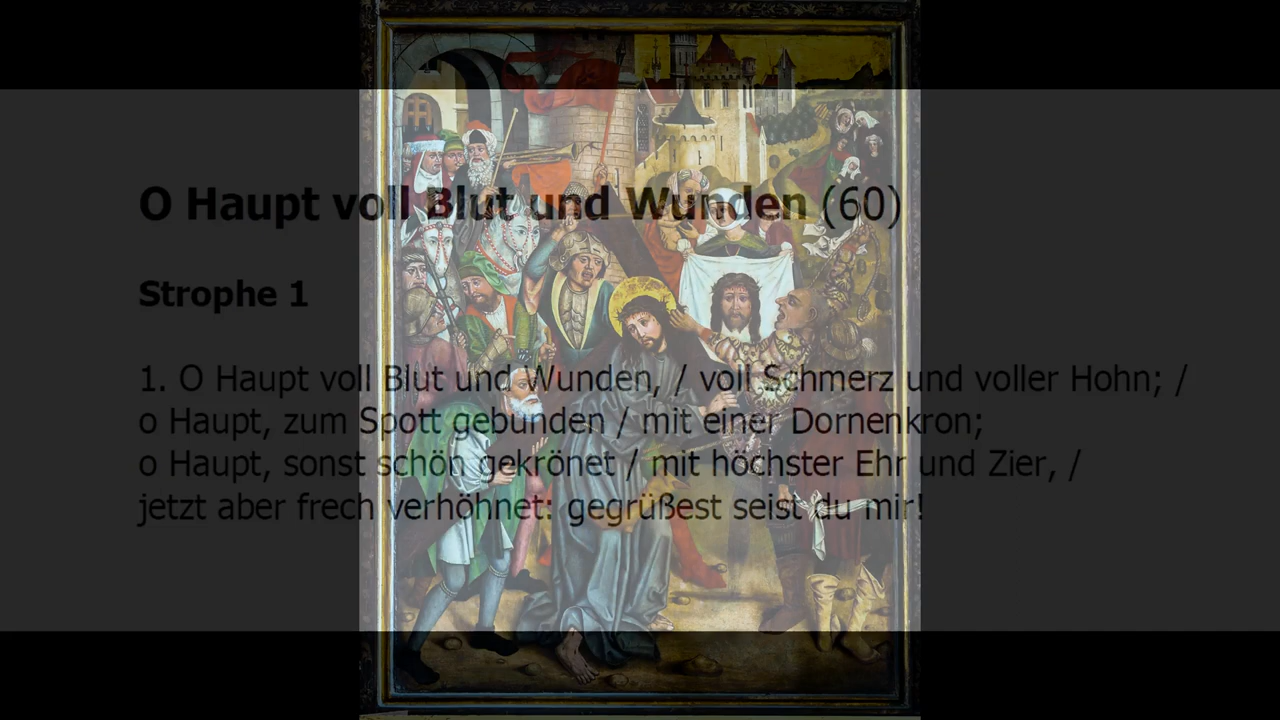 O Haupt voll Blut und Wunden (60)
Strophe 1
1. O Haupt voll Blut und Wunden, / voll Schmerz und voller Hohn; /
o Haupt, zum Spott gebunden / mit einer Dornenkron;
o Haupt, sonst schön gekrönet / mit höchster Ehr und Zier, /
jetzt aber frech verhöhnet: gegrüßest seist du mir!